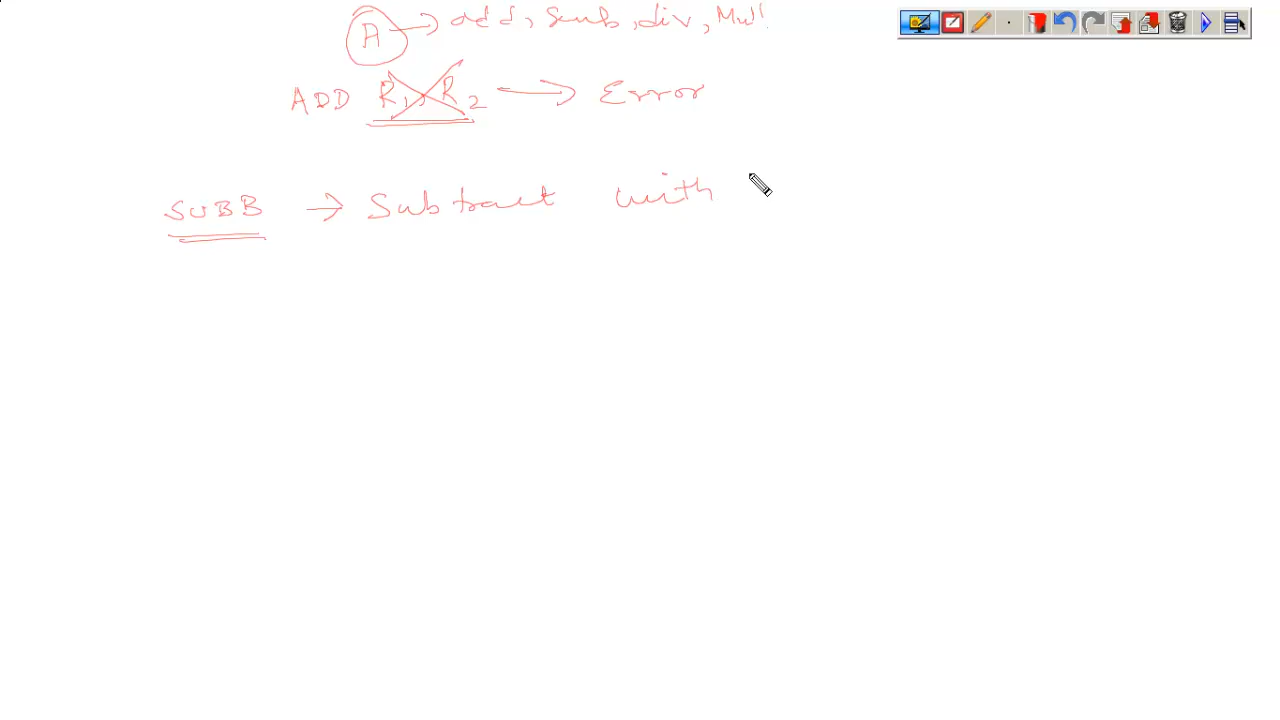 A → add, Sub, div, Mul!
ADD R1, R2 → Error
SUBB → Subtract with